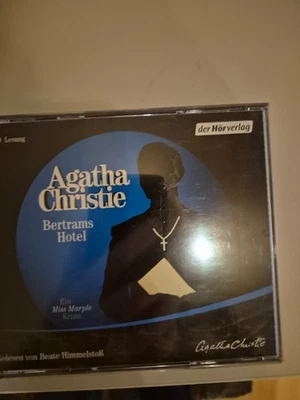 Lesung
der Hörverlag
Agatha
Christie
Bertrams
Hotel
Ein
Miss Marple
Krimi
Gelesen von Beate Himmelstoß
Agatha Christie